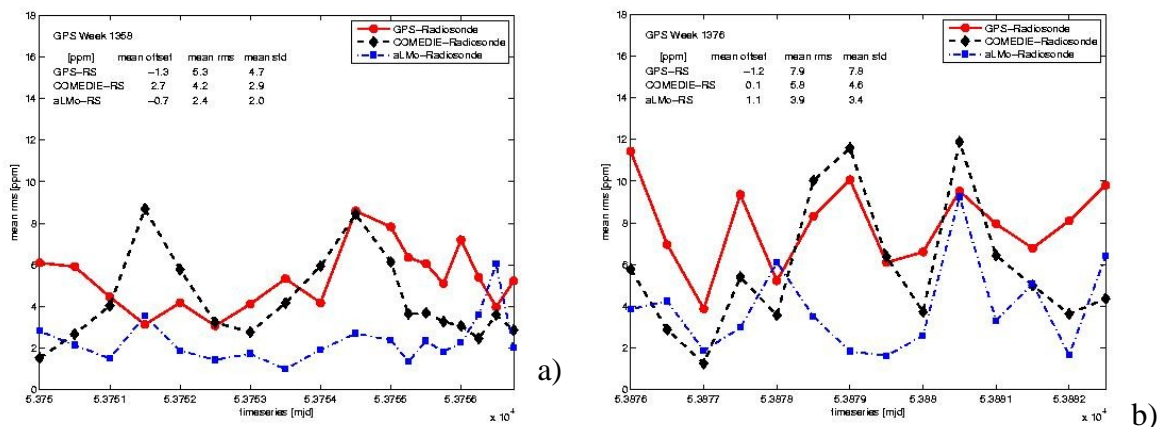 18
16
14
12
10
8
6
4
2
0
mean rms [ppm]
GPS Week 1358
[ppm] mean offset mean rms mean std
GPS–RS −1.3 5.3 4.7
COMEDIE–RS 2.7 4.2 2.9
aLMo–RS −0.7 2.4 2.0
GPS–Radiosonde
COMEDIE–Radiosonde
aLMo–Radiosonde
5.375 5.3751 5.3752 5.3753 5.3754 5.3755 5.3756
timeseries [mjd]
x 10⁴
a)
18
16
14
12
10
8
6
4
2
0
mean rms [ppm]
GPS Week 1376
[ppm] mean offset mean rms mean std
GPS–RS −1.2 7.9 7.8
COMEDIE–RS 0.1 5.8 4.6
aLMo–RS 1.1 3.9 3.4
GPS–Radiosonde
COMEDIE–Radiosonde
aLMo–Radiosonde
5.3876 5.3877 5.3878 5.3879 5.388 5.3881 5.3882
timeseries [mjd]
x 10⁴
b)